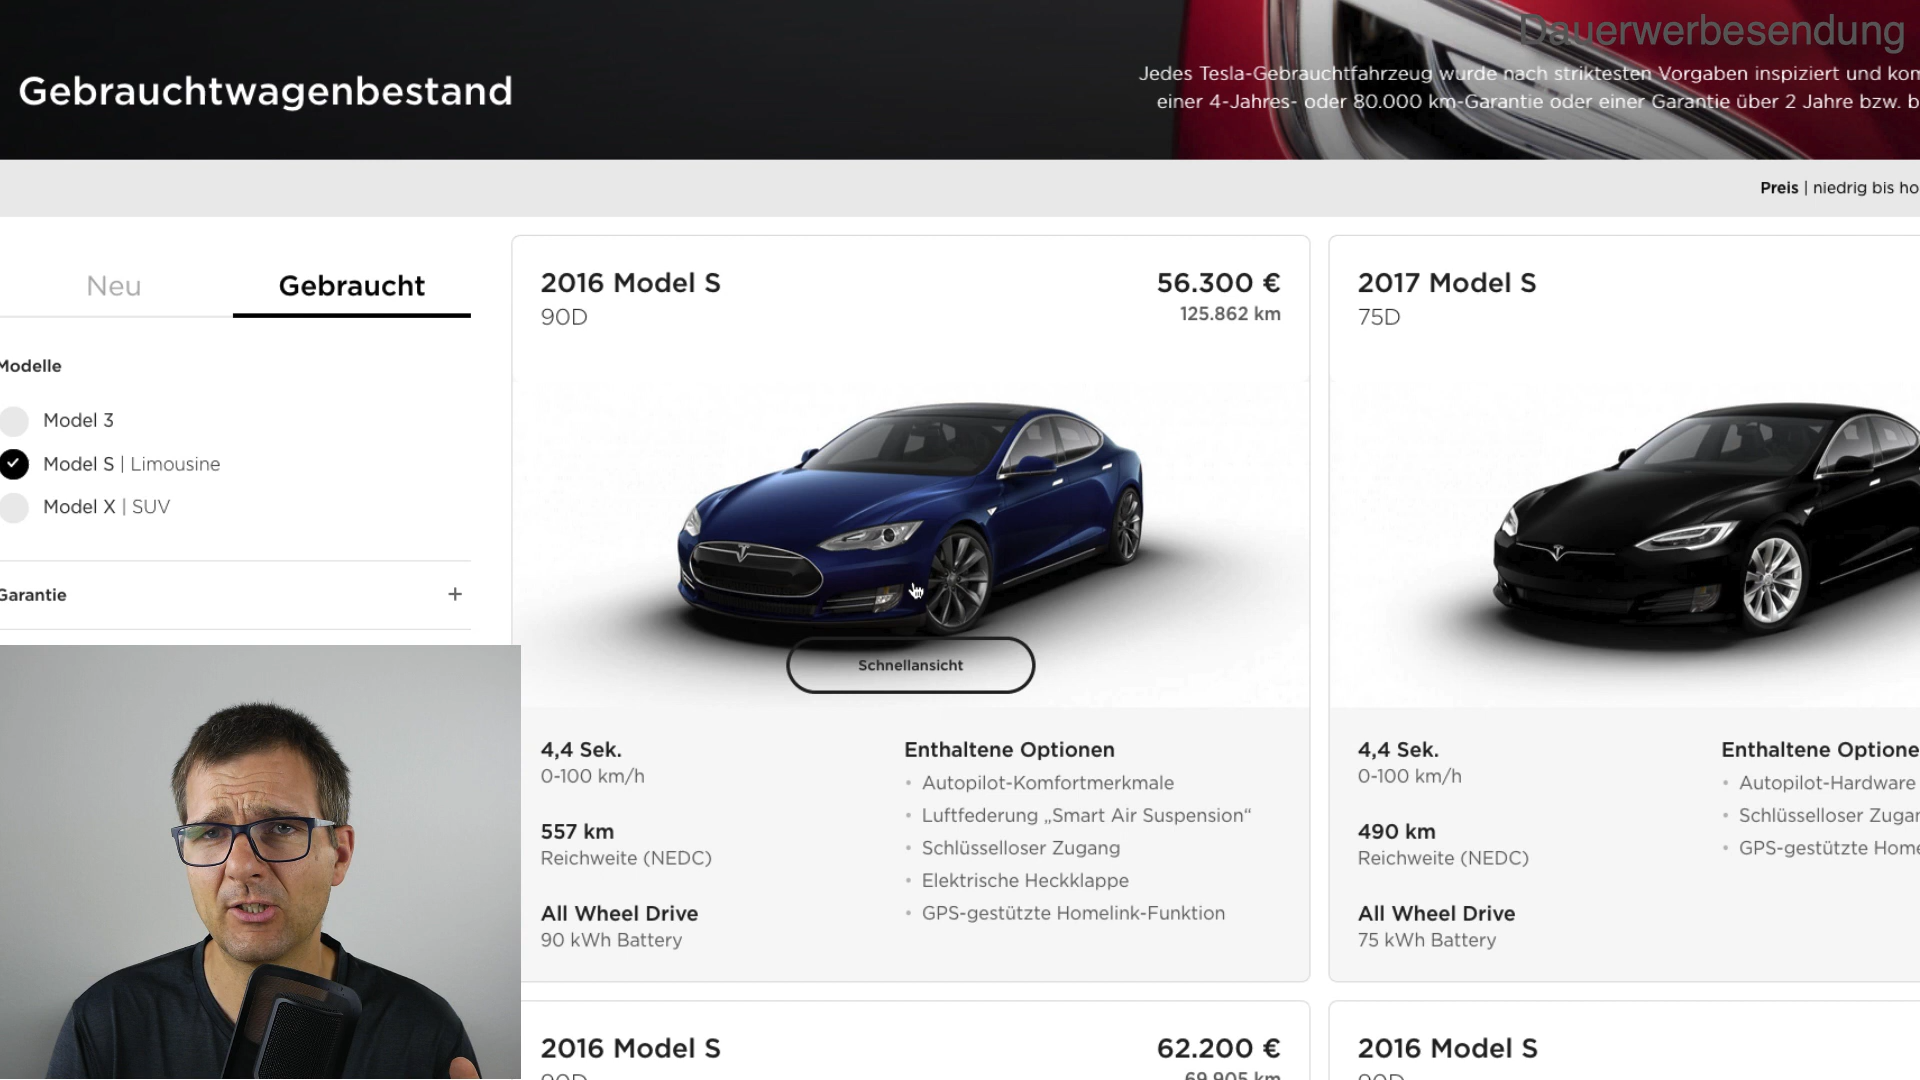 Dauerwerbesendung
Gebrauchtwagenbestand
Jedes Tesla-Gebrauchtfahrzeug wurde nach striktesten Vorgaben inspiziert und
einer 4-Jahres- oder 80.000 km-Garantie oder einer Garantie über 2 Jahre bzw.
Preis | niedrig bis
Neu
Gebraucht
Modelle
Model 3
Model S | Limousine
Model X | SUV
Garantie
+
2016 Model S
56.300 €
90D
125.862 km
Schnellansicht
4,4 Sek.
0-100 km/h
557 km
Reichweite (NEDC)
All Wheel Drive
90 kWh Battery
Enthaltene Optionen
• Autopilot-Komfortmerkmale
• Luftfederung „Smart Air Suspension“
• Schlüsselloser Zugang
• Elektrische Heckklappe
• GPS-gestützte Homelink-Funktion
2017 Model S
75D
4,4 Sek.
0-100 km/h
490 km
Reichweite (NEDC)
All Wheel Drive
75 kWh Battery
Enthaltene
• Autopilot-Hardware
• Schlüsselloser
• GPS-gestützte
2016 Model S
62.200 €
90D
69.905 km
2016 Model S
90D